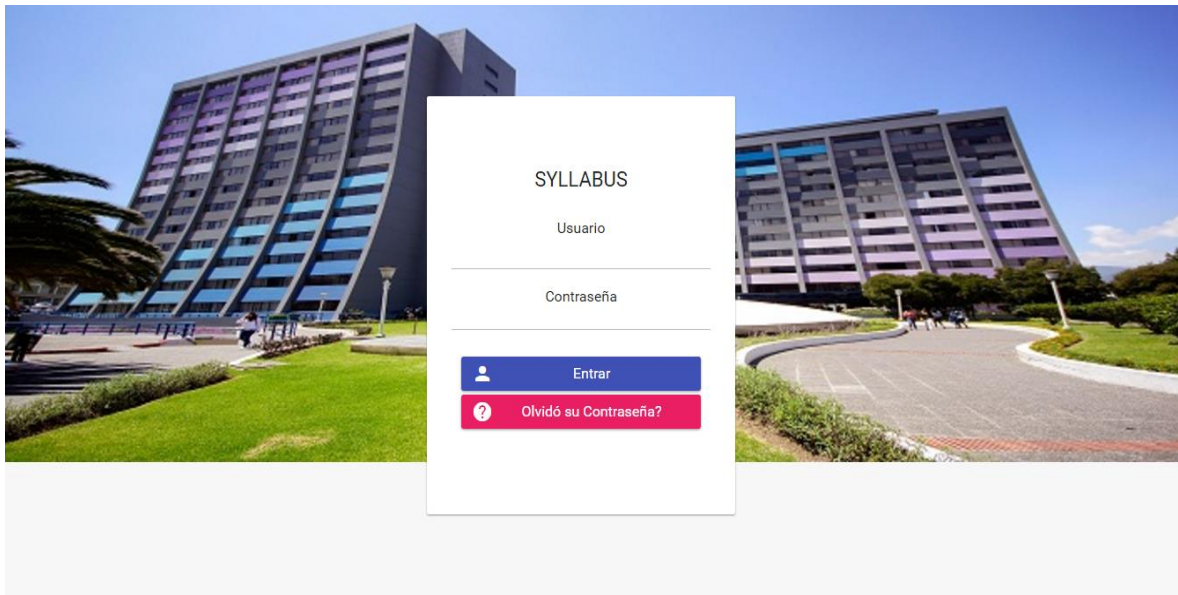 SYLLABUS
Usuario
Contraseña
Entrar
Olvidó su Contraseña?